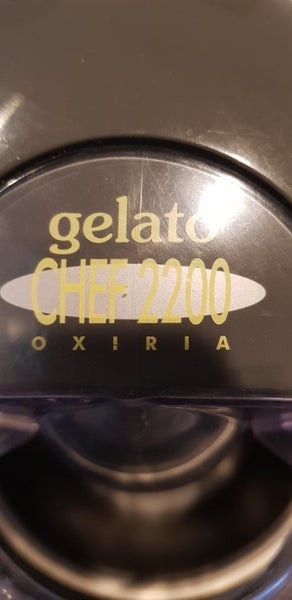 gelato
CHEF 2200
OXIRIA